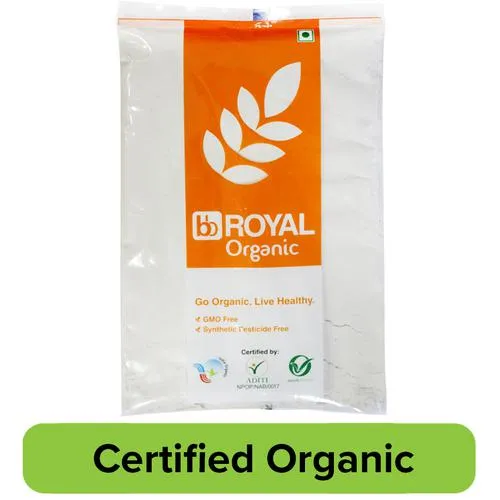 bb ROYAL
Organic
Go Organic. Live Healthy.
GMO Free
Synthetic Pesticide Free
Certified by:
ADITI
NPOP/NAB/0017
Certified Organic